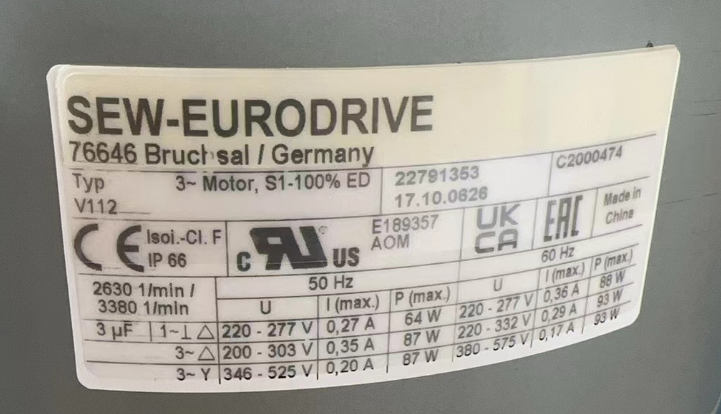 SEW-EURODRIVE
76646 Bruchsal / Germany
Typ 3~ Motor, S1-100% ED 22791353 C2000474
V112 17.10.0626
CE Isol.-Cl. F IP 66 c RU US E189357 AOM UK CA EAC Made in China
50 Hz 60 Hz
2630 1/min / 3380 1/min U I (max.) P (max.) U I (max.) P (max.)
3 µF 1~⊥ △ 220 - 277 V 0,27 A 64 W 220 - 277 V 0,36 A 88 W
3~ △ 200 - 303 V 0,35 A 87 W 220 - 332 V 0,29 A 93 W
3~ Y 346 - 525 V 0,20 A 87 W 380 - 575 V 0,17 A 93 W